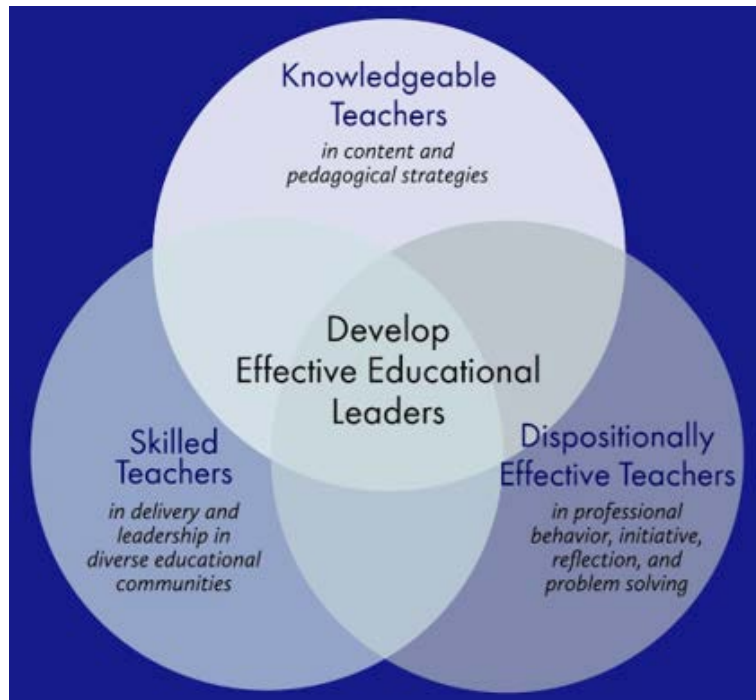 Knowledgeable
Teachers
in content and
pedagogical strategies
Develop
Effective Educational
Leaders
Skilled
Teachers
in delivery and
leadership in
diverse educational
communities
Dispositionally
Effective Teachers
in professional
behavior, initiative,
reflection, and
problem solving